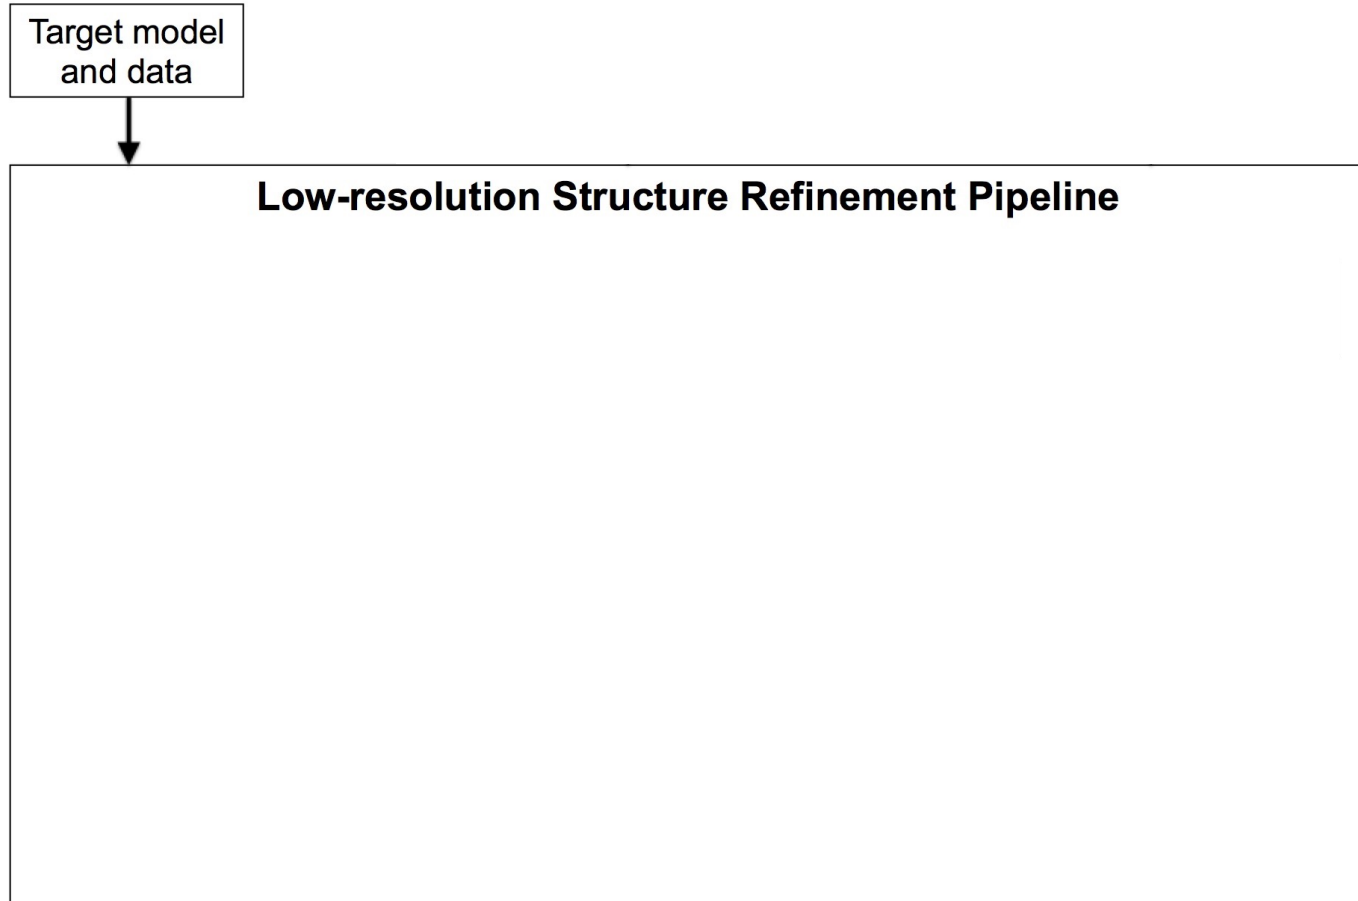 Target model
and data
Low-resolution Structure Refinement Pipeline